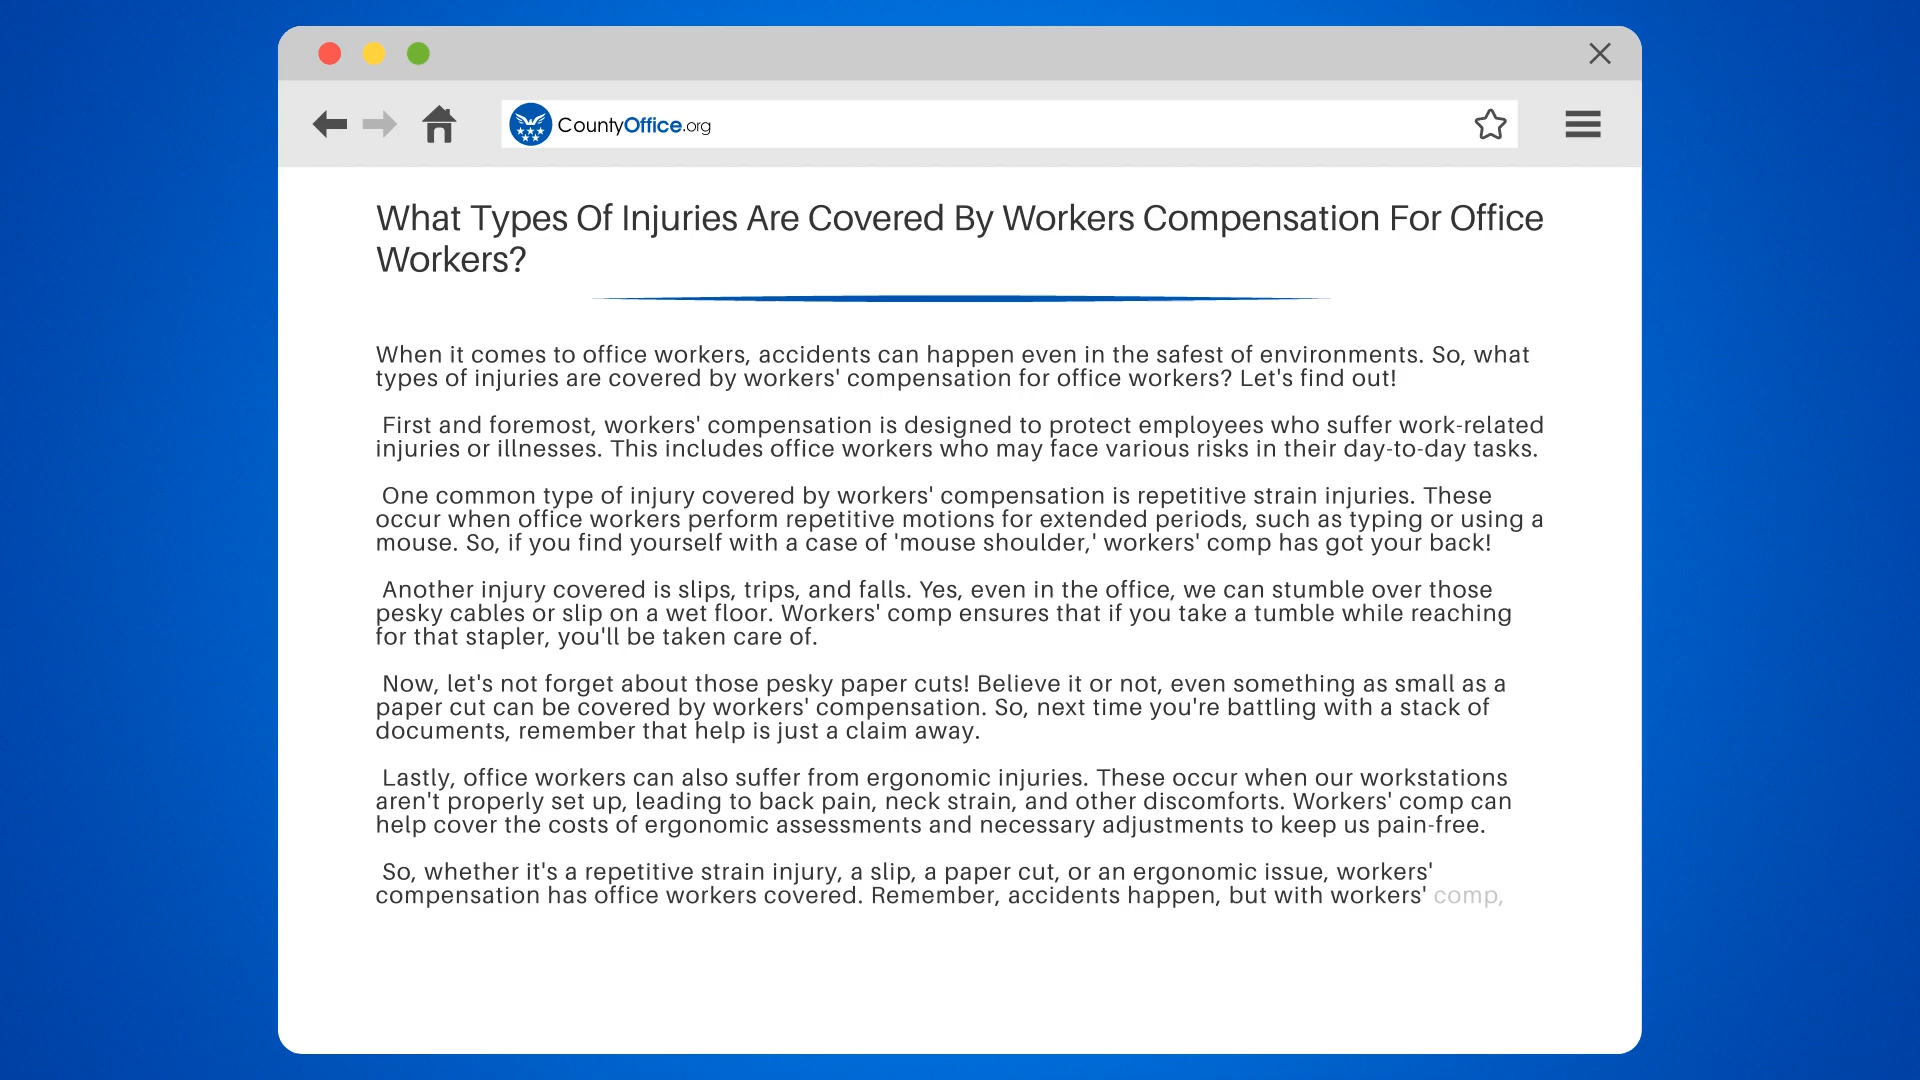 CountyOffice.org
What Types Of Injuries Are Covered By Workers Compensation For Office
Workers?
When it comes to office workers, accidents can happen even in the safest of environments. So, what
types of injuries are covered by workers' compensation for office workers? Let's find out!
First and foremost, workers' compensation is designed to protect employees who suffer work-related
injuries or illnesses. This includes office workers who may face various risks in their day-to-day tasks.
One common type of injury covered by workers' compensation is repetitive strain injuries. These
occur when office workers perform repetitive motions for extended periods, such as typing or using a
mouse. So, if you find yourself with a case of 'mouse shoulder,' workers' comp has got your back!
Another injury covered is slips, trips, and falls. Yes, even in the office, we can stumble over those
pesky cables or slip on a wet floor. Workers' comp ensures that if you take a tumble while reaching
for that stapler, you'll be taken care of.
Now, let's not forget about those pesky paper cuts! Believe it or not, even something as small as a
paper cut can be covered by workers' compensation. So, next time you're battling with a stack of
documents, remember that help is just a claim away.
Lastly, office workers can also suffer from ergonomic injuries. These occur when our workstations
aren't properly set up, leading to back pain, neck strain, and other discomforts. Workers' comp can
help cover the costs of ergonomic assessments and necessary adjustments to keep us pain-free.
So, whether it's a repetitive strain injury, a slip, a paper cut, or an ergonomic issue, workers'
compensation has office workers covered. Remember, accidents happen, but with workers' comp,